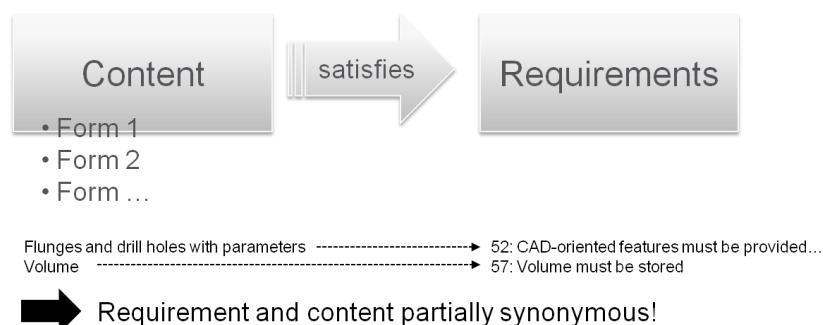 Content
satisfies
Requirements
• Form 1
• Form 2
• Form …
Flunges and drill holes with parameters
52: CAD-oriented features must be provided…
Volume
57: Volume must be stored
Requirement and content partially synonymous!